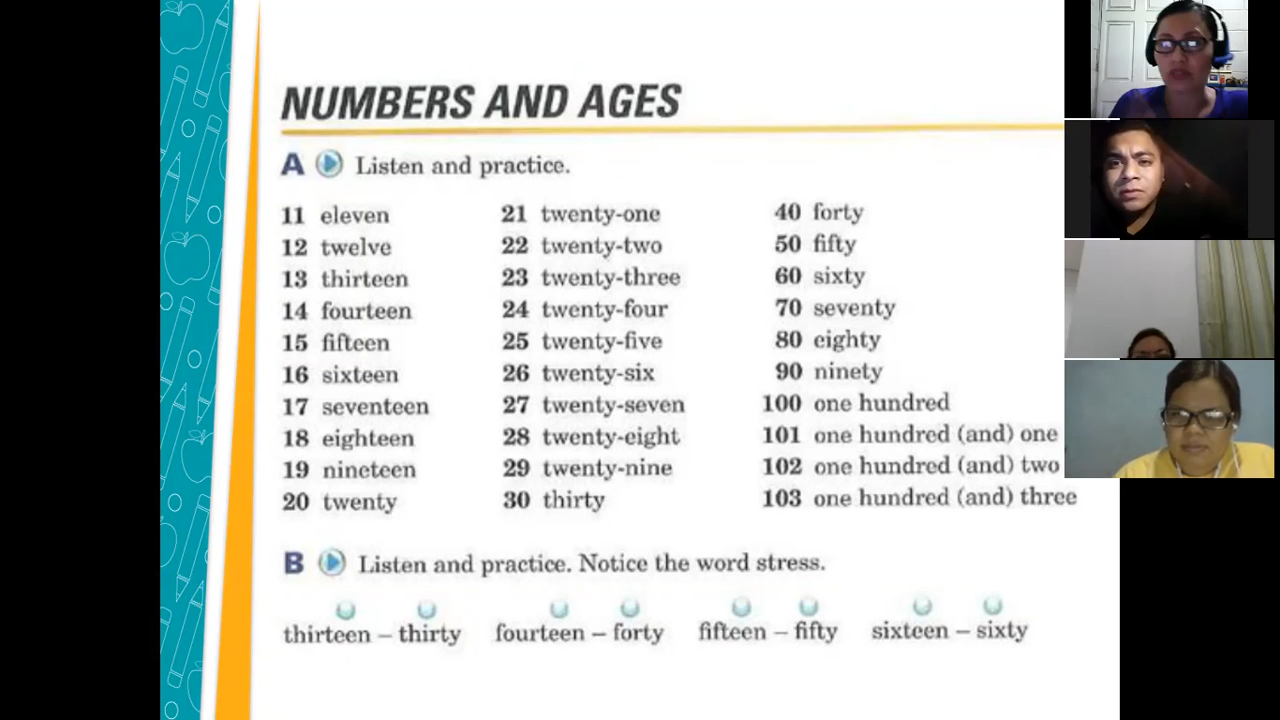 NUMBERS AND AGES
A Listen and practice.
11 eleven
12 twelve
13 thirteen
14 fourteen
15 fifteen
16 sixteen
17 seventeen
18 eighteen
19 nineteen
20 twenty
21 twenty-one
22 twenty-two
23 twenty-three
24 twenty-four
25 twenty-five
26 twenty-six
27 twenty-seven
28 twenty-eight
29 twenty-nine
30 thirty
40 forty
50 fifty
60 sixty
70 seventy
80 eighty
90 ninety
100 one hundred
101 one hundred (and) one
102 one hundred (and) two
103 one hundred (and) three
B Listen and practice. Notice the word stress.
thirteen – thirty fourteen – forty fifteen – fifty sixteen – sixty